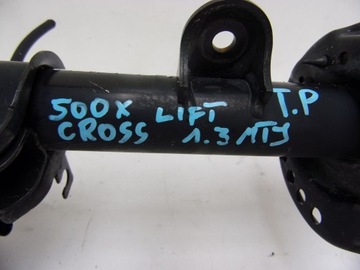 500X LIFT T.P
CROSS 1.3 MTJ